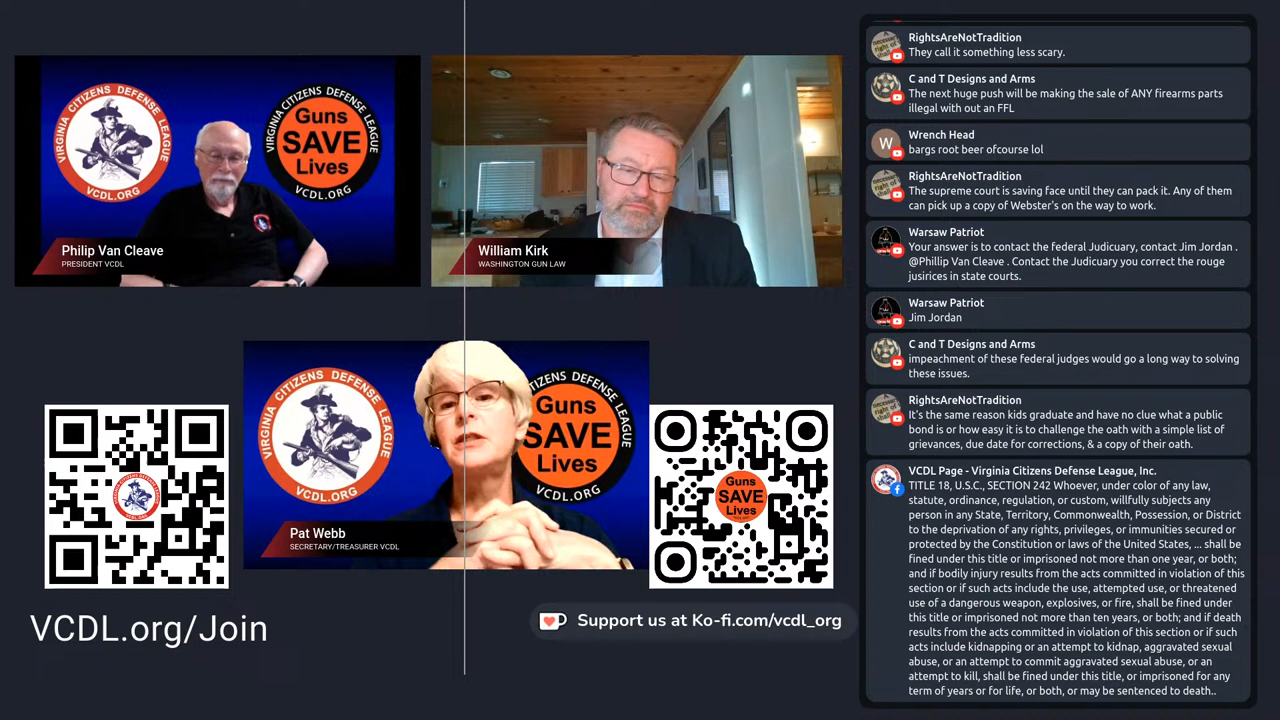 VIRGINIA CITIZENS DEFENSE LEAGUE
VCDL.ORG
VIRGINIA CITIZENS DEFENSE LEAGUE
Guns
SAVE
Lives
VCDL.ORG
Philip Van Cleave
PRESIDENT VCDL
William Kirk
WASHINGTON GUN LAW
VIRGINIA CITIZENS DEFENSE LEAGUE
VCDL.ORG
CITIZENS DEFENSE LEAGUE
Guns
SAVE
Lives
VCDL.ORG
Pat Webb
SECRETARY/TREASURER VCDL
Guns
SAVE
Lives
VCDL.org/Join
Support us at Ko-fi.com/vcdl_org
RightsAreNotTradition
They call it something less scary.
C and T Designs and Arms
The next huge push will be making the sale of ANY firearms parts
illegal with out an FFL
W
Wrench Head
bargs root beer ofcourse lol
RightsAreNotTradition
The supreme court is saving face until they can pack it. Any of them
can pick up a copy of Webster's on the way to work.
Warsaw Patriot
Your answer is to contact the federal Judicuary, contact Jim Jordan .
@Phillip Van Cleave . Contact the Judicuary you correct the rouge
jusirices in state courts.
Warsaw Patriot
Jim Jordan
C and T Designs and Arms
impeachment of these federal judges would go a long way to solving
these issues.
RightsAreNotTradition
It's the same reason kids graduate and have no clue what a public
bond is or how easy it is to challenge the oath with a simple list of
grievances, due date for corrections, & a copy of their oath.
VCDL Page - Virginia Citizens Defense League, Inc.
TITLE 18, U.S.C., SECTION 242 Whoever, under color of any law,
statute, ordinance, regulation, or custom, willfully subjects any
person in any State, Territory, Commonwealth, Possession, or District
to the deprivation of any rights, privileges, or immunities secured or
protected by the Constitution or laws of the United States, ... shall be
fined under this title or imprisoned not more than one year, or both;
and if bodily injury results from the acts committed in violation of this
section or if such acts include the use, attempted use, or threatened
use of a dangerous weapon, explosives, or fire, shall be fined under
this title or imprisoned not more than ten years, or both; and if death
results from the acts committed in violation of this section or if such
acts include kidnapping or an attempt to kidnap, aggravated sexual
abuse, or an attempt to commit aggravated sexual abuse, or an
attempt to kill, shall be fined under this title, or imprisoned for any
term of years or for life, or both, or may be sentenced to death..